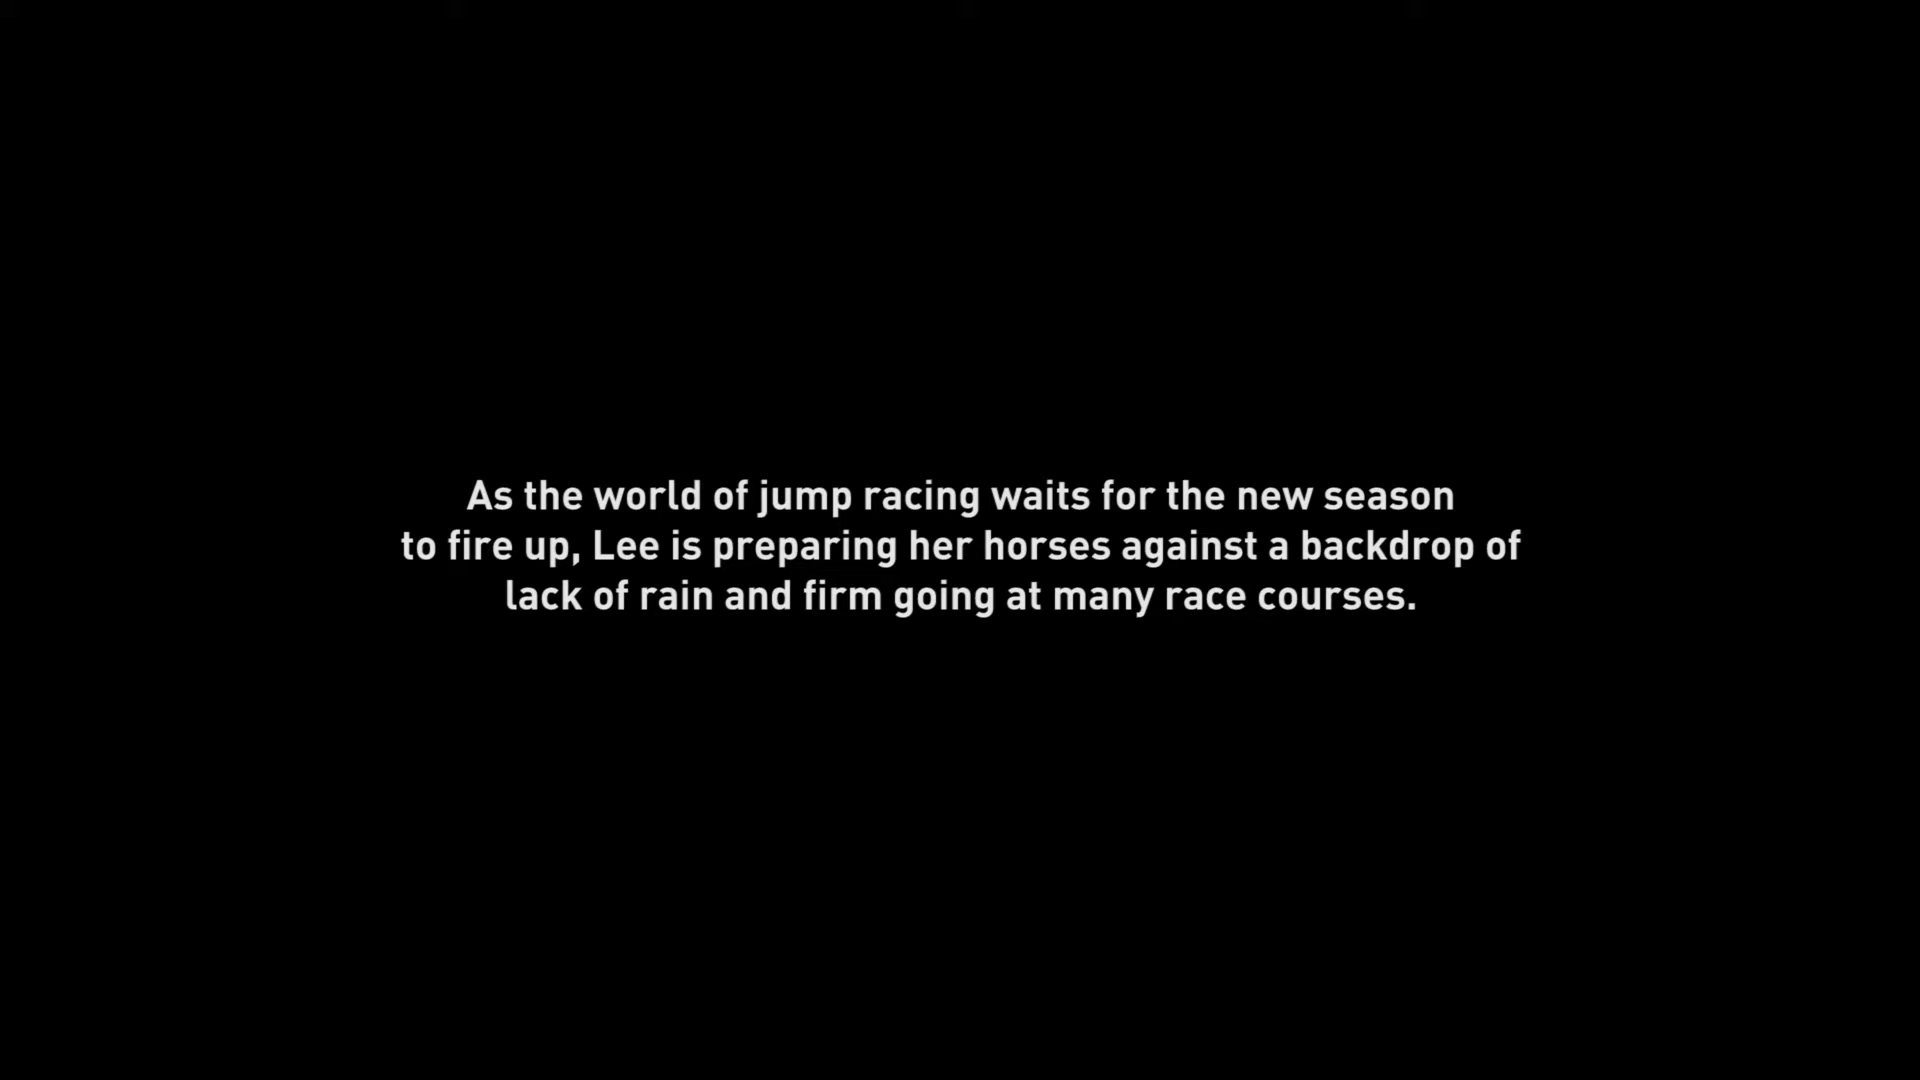 As the world of jump racing waits for the new season
to fire up, Lee is preparing her horses against a backdrop of
lack of rain and firm going at many race courses.